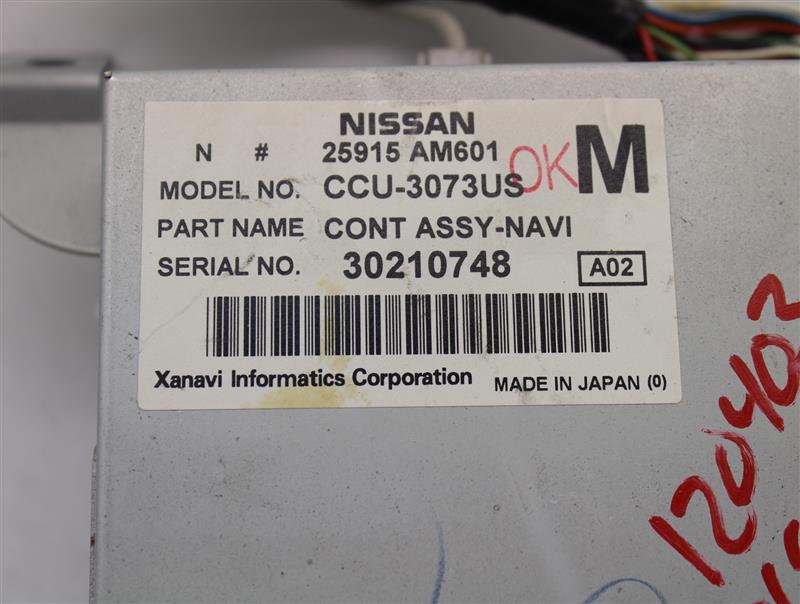 NISSAN
N # 25915 AM601
OK M
MODEL NO. CCU-3073US
PART NAME CONT ASSY-NAVI
SERIAL NO. 30210748 A02
Xanavi Informatics Corporation MADE IN JAPAN (0)